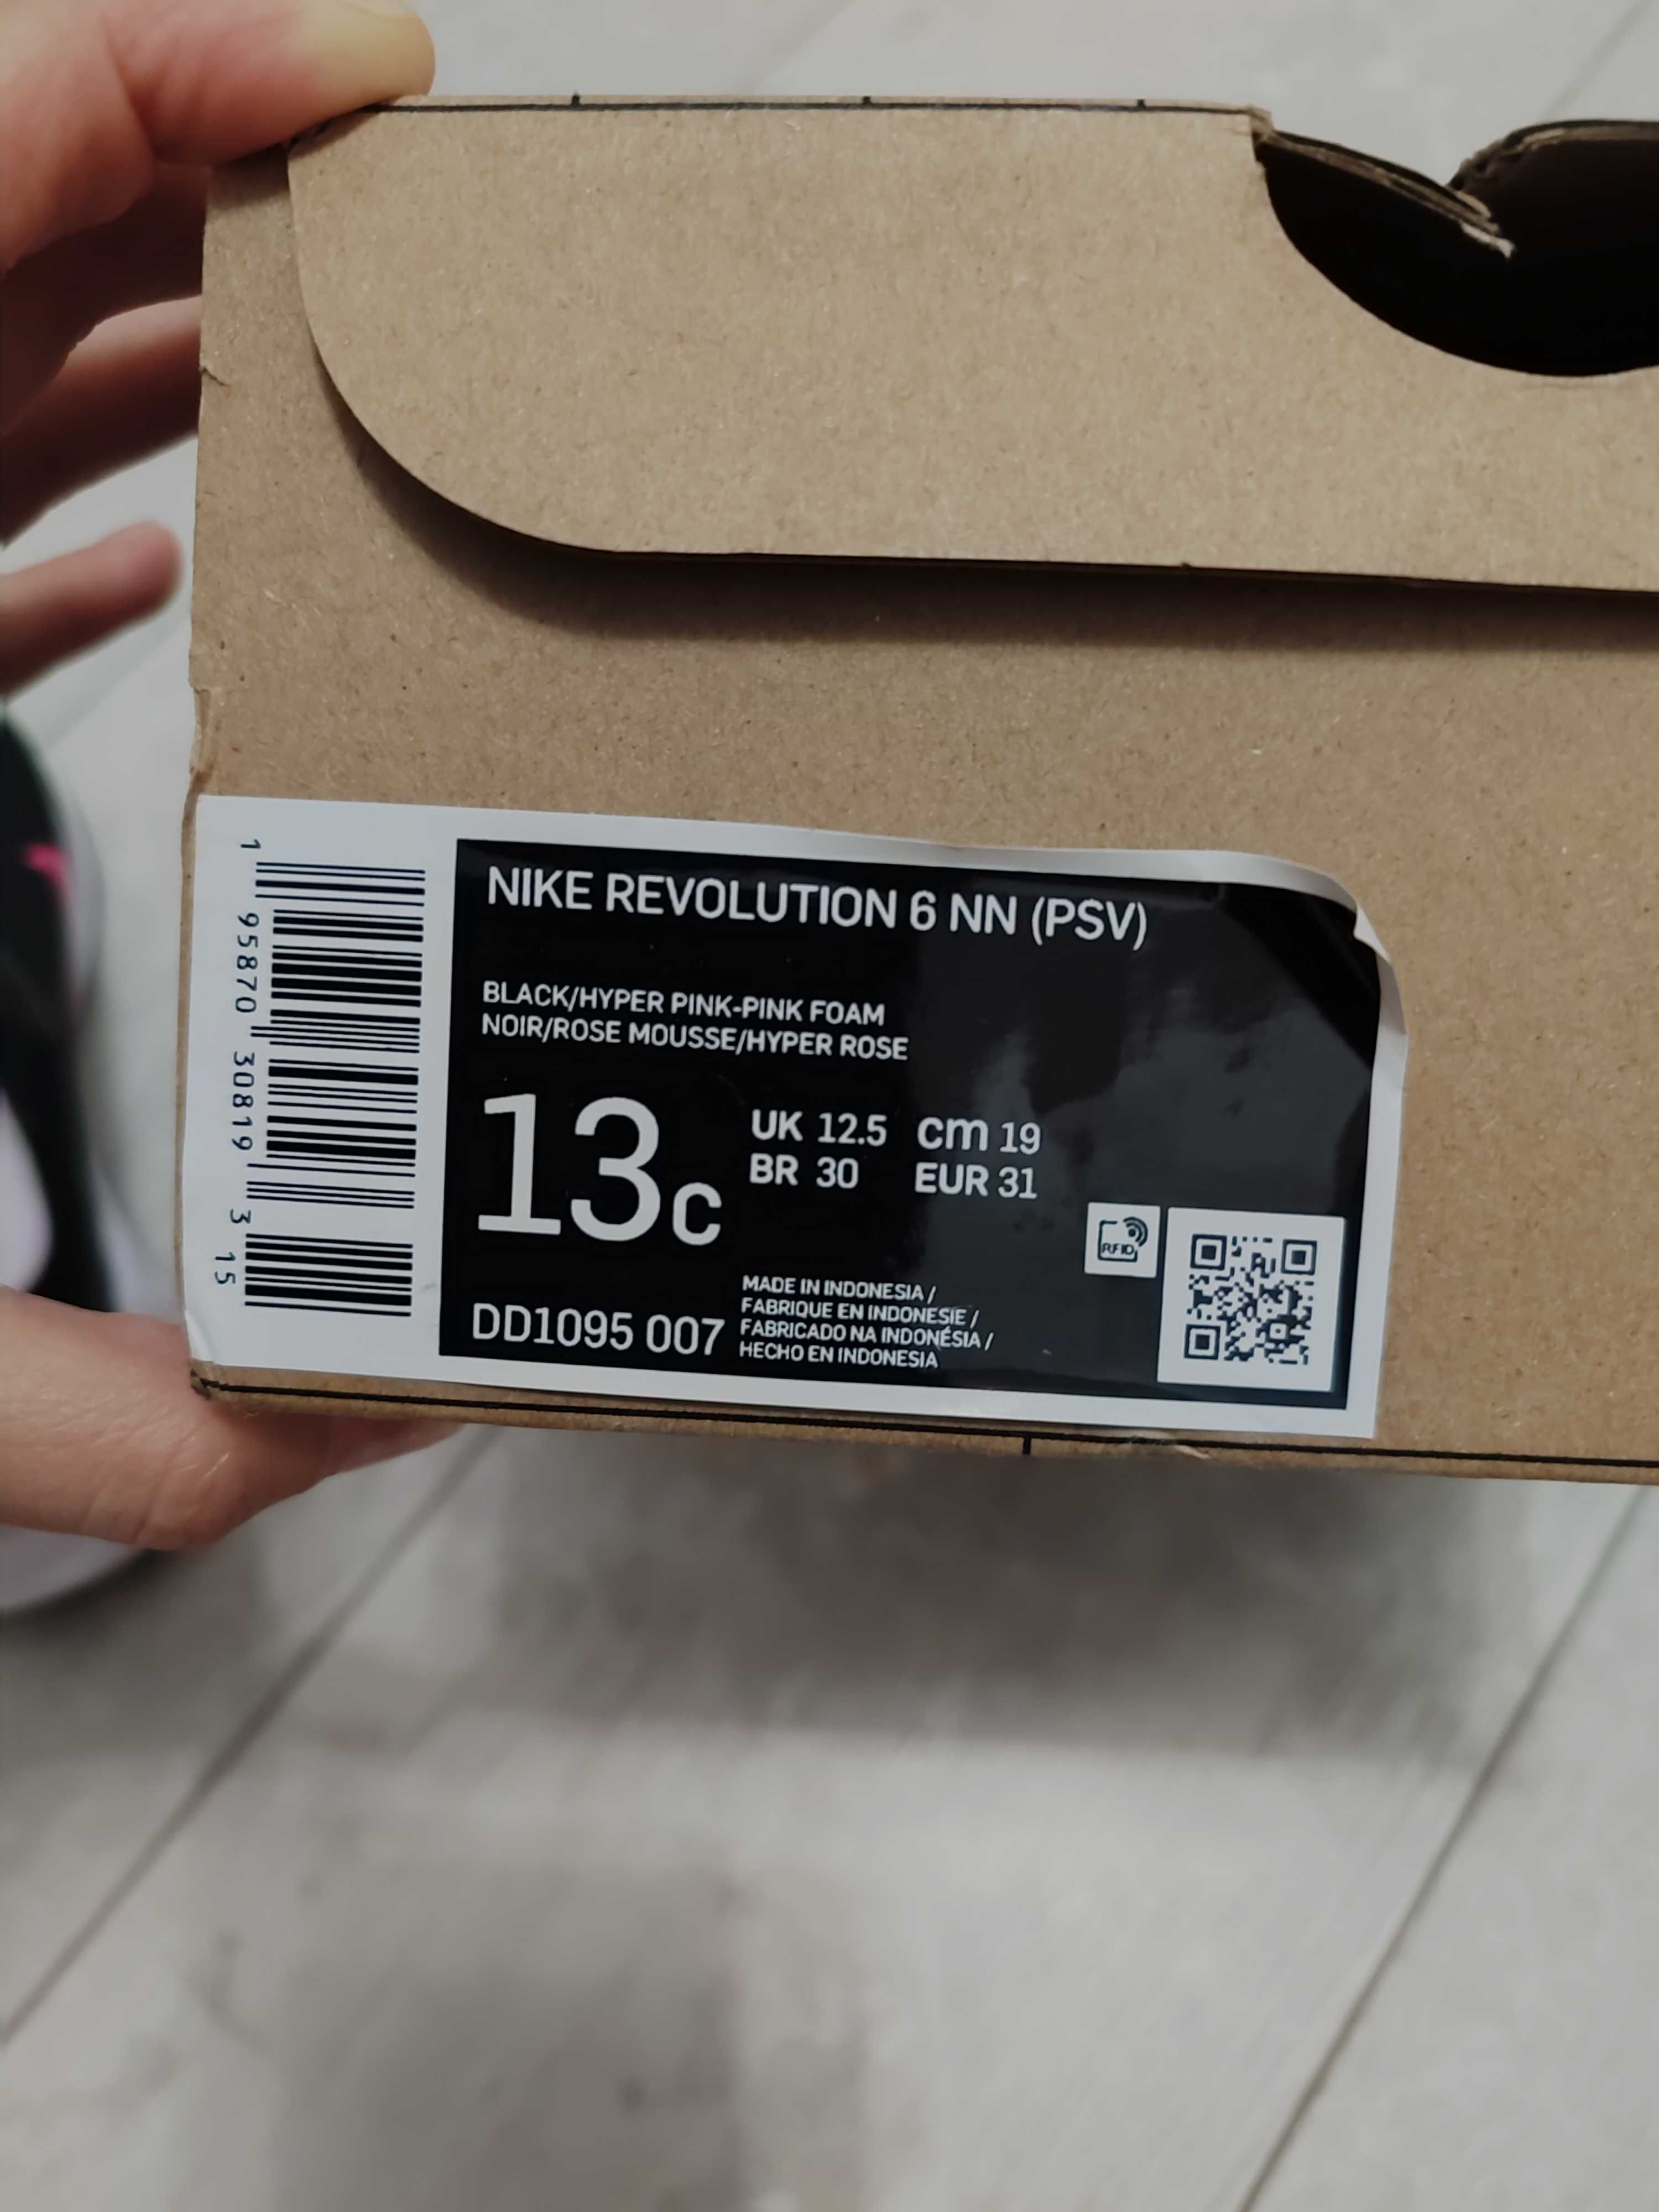 NIKE REVOLUTION 6 NN (PSV)
BLACK/HYPER PINK-PINK FOAM
NOIR/ROSE MOUSSE/HYPER ROSE
13C
UK 12.5 cm 19
BR 30 EUR 31
RFID
DD1095 007
MADE IN INDONESIA /
FABRIQUE EN INDONESIE /
FABRICADO NA INDONÉSIA /
HECHO EN INDONESIA
1 95870 30819 3 15